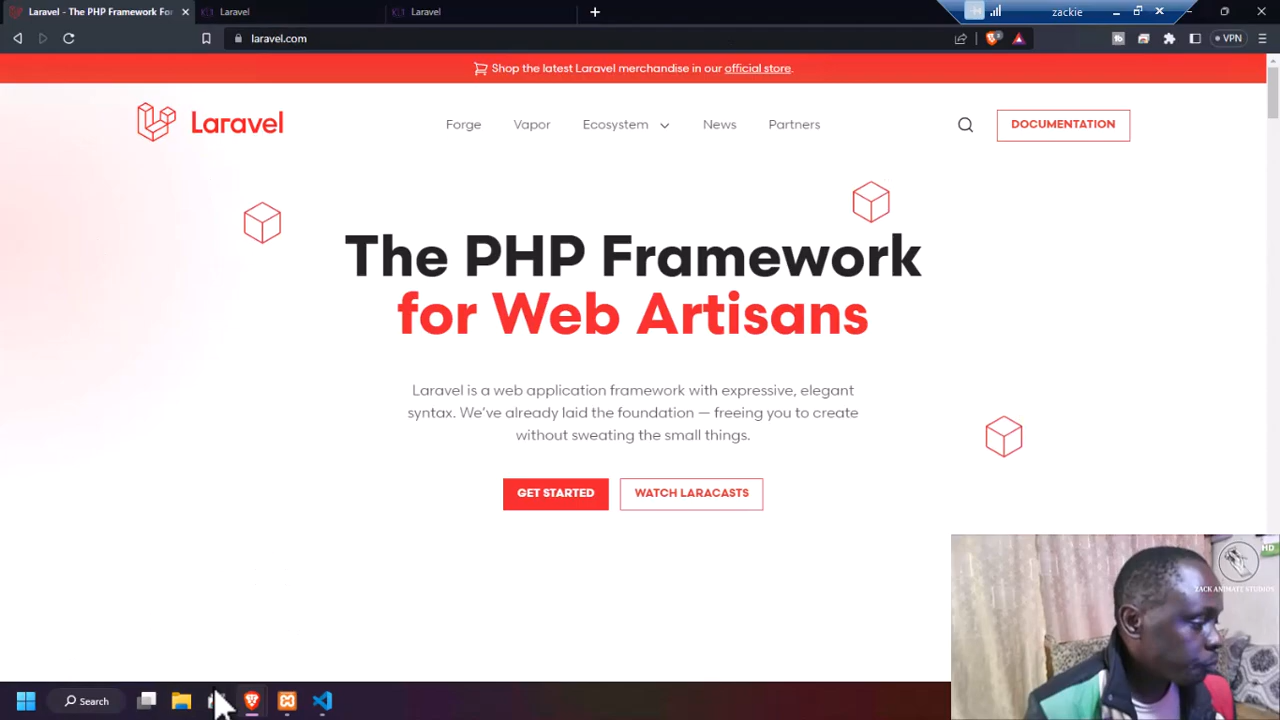 Laravel - The PHP Framework For
Laravel
Laravel
zackie
laravel.com
VPN
Shop the latest Laravel merchandise in our official store.
Laravel
Forge
Vapor
Ecosystem
News
Partners
DOCUMENTATION
The PHP Framework
for Web Artisans
Laravel is a web application framework with expressive, elegant
syntax. We've already laid the foundation — freeing you to create
without sweating the small things.
GET STARTED
WATCH LARACASTS
HD
ZACK ANIMATE STUDIOS
Search